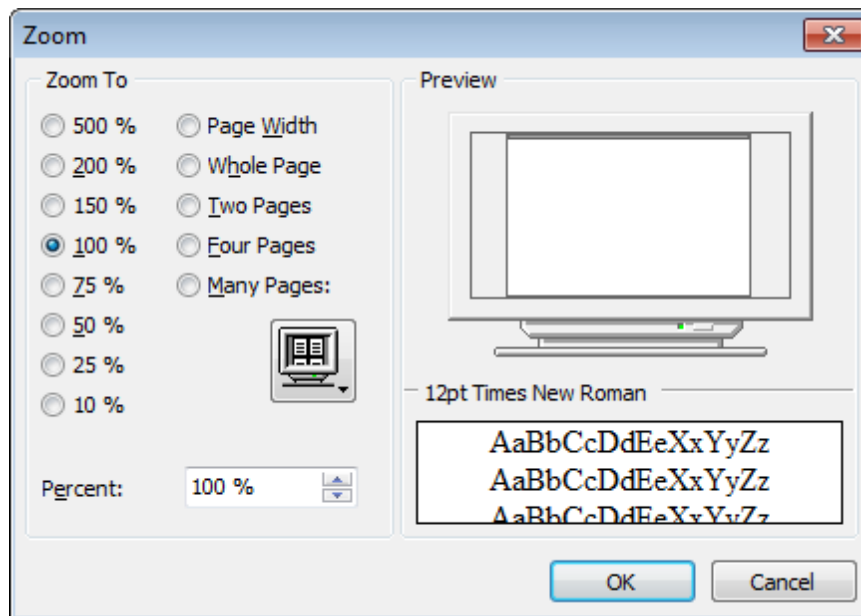 Zoom
Zoom To
500 %
200 %
150 %
100 %
75 %
50 %
25 %
10 %
Page Width
Whole Page
Two Pages
Four Pages
Many Pages:
Percent:
100 %
Preview
12pt Times New Roman
AaBbCcDdEeXxYyZz
AaBbCcDdEeXxYyZz
AaBbCcDdEeXxYyZz
OK
Cancel